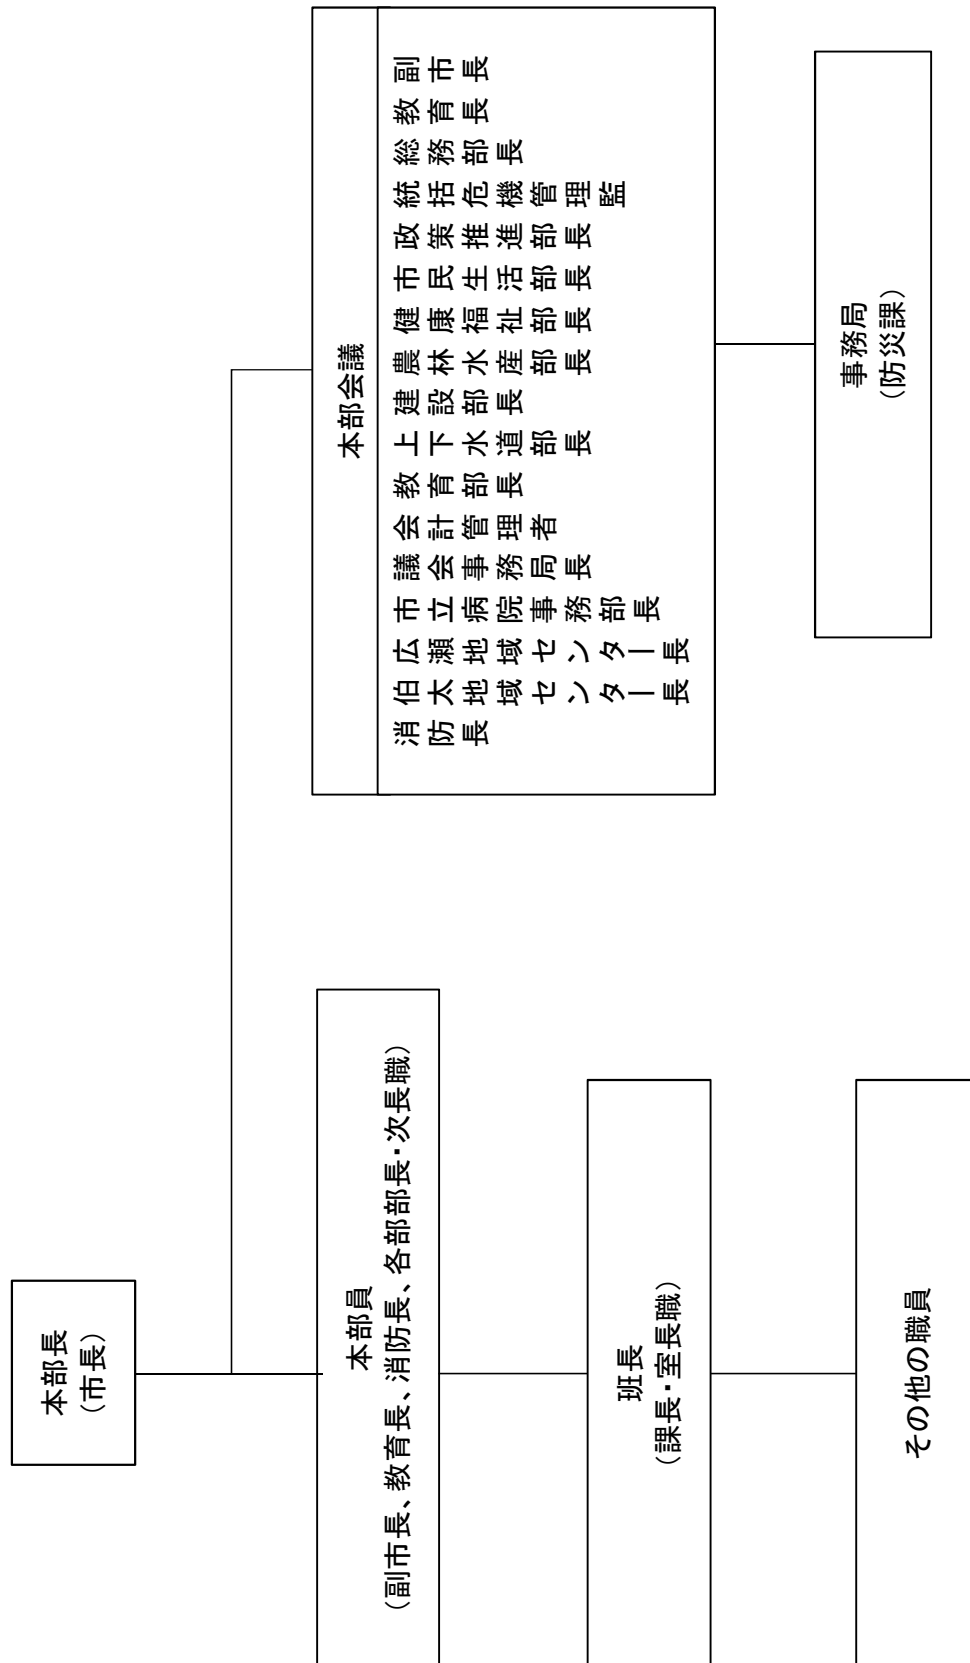 本部長
（市長）
本部員
（副市長、教育長、消防長、各部部長・次長職）
班長
（課長・室長職）
その他の職員
本部会議
副市長
教育長
総務部長
統括危機管理監
政策推進部長
市民生活部長
健康福祉部長
農林水産部長
建設部長
上下水道部長
教育部長
会計管理者
議会事務局長
市立病院事務部長
広瀬地域センター長
伯太地域センター長
消防長
事務局
（防災課）